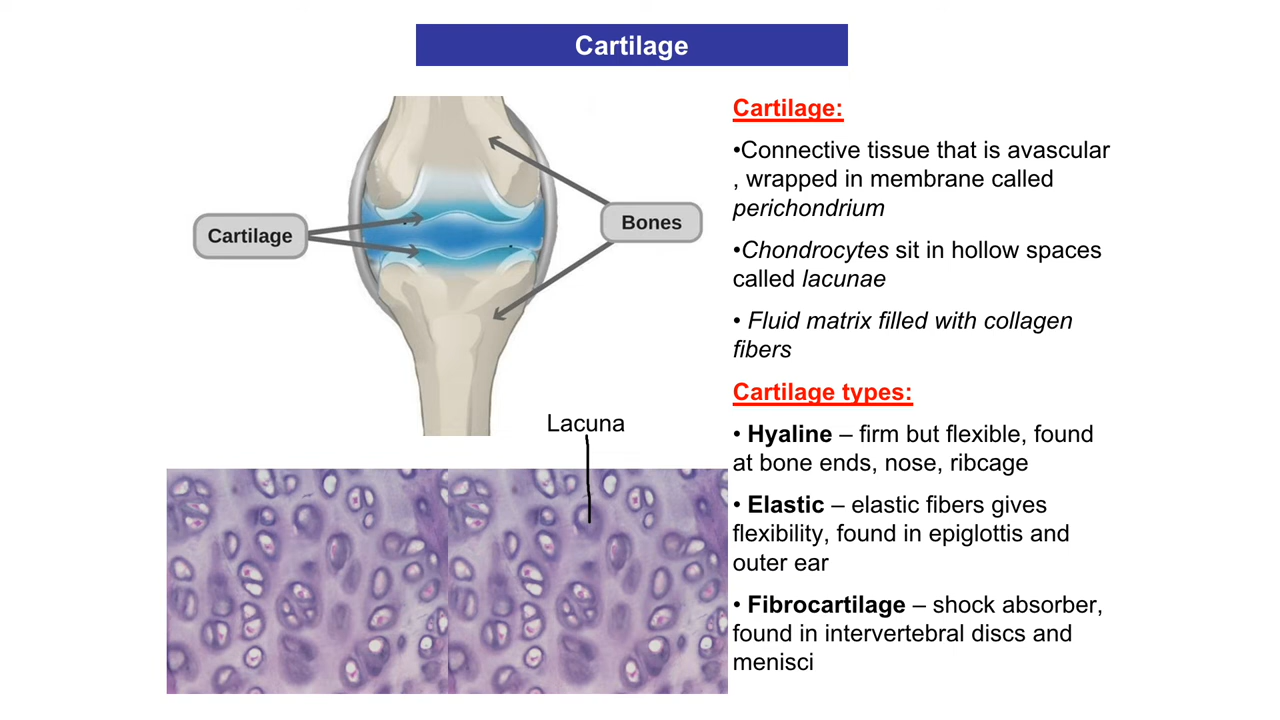 Cartilage
Cartilage:
•Connective tissue that is avascular
, wrapped in membrane called
perichondrium
•Chondrocytes sit in hollow spaces
called lacunae
• Fluid matrix filled with collagen
fibers
Cartilage types:
• Hyaline – firm but flexible, found
at bone ends, nose, ribcage
• Elastic – elastic fibers gives
flexibility, found in epiglottis and
outer ear
• Fibrocartilage – shock absorber,
found in intervertebral discs and
menisci
Cartilage
Bones
Lacuna